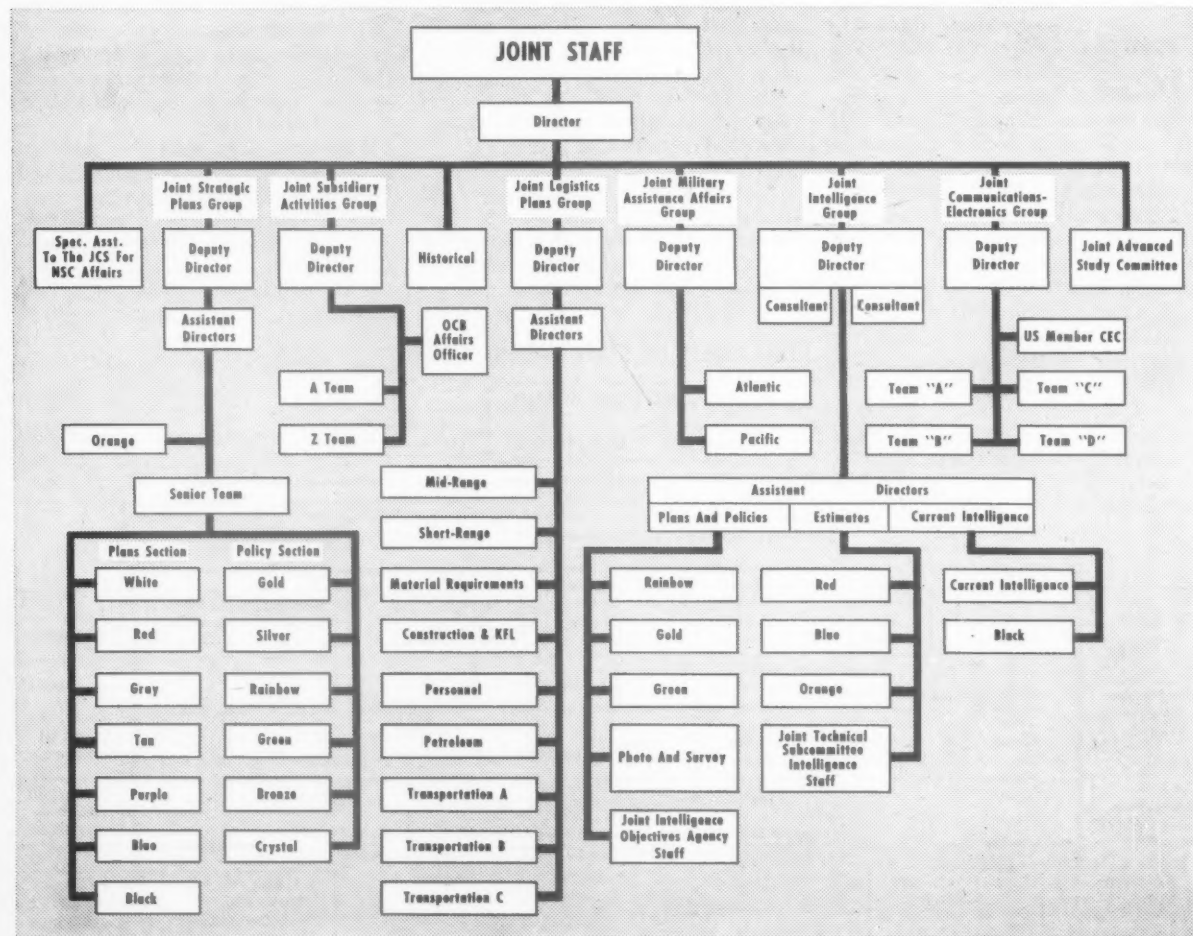 JOINT STAFF
Director
Joint Strategic
Plans Group
Joint Subsidiary
Activities Group
Joint Logistics
Plans Group
Joint Military
Assistance Affairs
Group
Joint
Intelligence
Group
Joint
Communications-
Electronics Group
Spec. Asst.
To The JCS For
NSC Affairs
Deputy
Director
Deputy
Director
Historical
Deputy
Director
Deputy
Director
Deputy
Director
Consultant
Consultant
Deputy
Director
Joint Advanced
Study Committee
Assistant
Directors
OCB
Affairs
Officer
Assistant
Directors
US Member CEC
A Team
Z Team
Atlantic
Pacific
Team "A"
Team "C"
Team "B"
Team "D"
Orange
Senior Team
Plans Section
White
Red
Gray
Tan
Purple
Blue
Black
Policy Section
Gold
Silver
Rainbow
Green
Bronze
Crystal
Mid-Range
Short-Range
Material Requirements
Construction & KFL
Personnel
Petroleum
Transportation A
Transportation B
Transportation C
Assistant Directors
Plans And Policies
Estimates
Current Intelligence
Rainbow
Gold
Green
Photo And Survey
Joint Intelligence
Objectives Agency
Staff
Red
Blue
Orange
Joint Technical
Subcommittee
Intelligence
Staff
Current Intelligence
Black